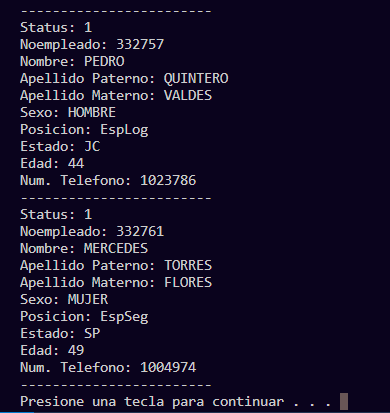 ------------------------
Status: 1
Noempleado: 332757
Nombre: PEDRO
Apellido Paterno: QUINTERO
Apellido Materno: VALDES
Sexo: HOMBRE
Posicion: EspLog
Estado: JC
Edad: 44
Num. Telefono: 1023786
------------------------
Status: 1
Noempleado: 332761
Nombre: MERCEDES
Apellido Paterno: TORRES
Apellido Materno: FLORES
Sexo: MUJER
Posicion: EspSeg
Estado: SP
Edad: 49
Num. Telefono: 1004974
------------------------
Presione una tecla para continuar . . .